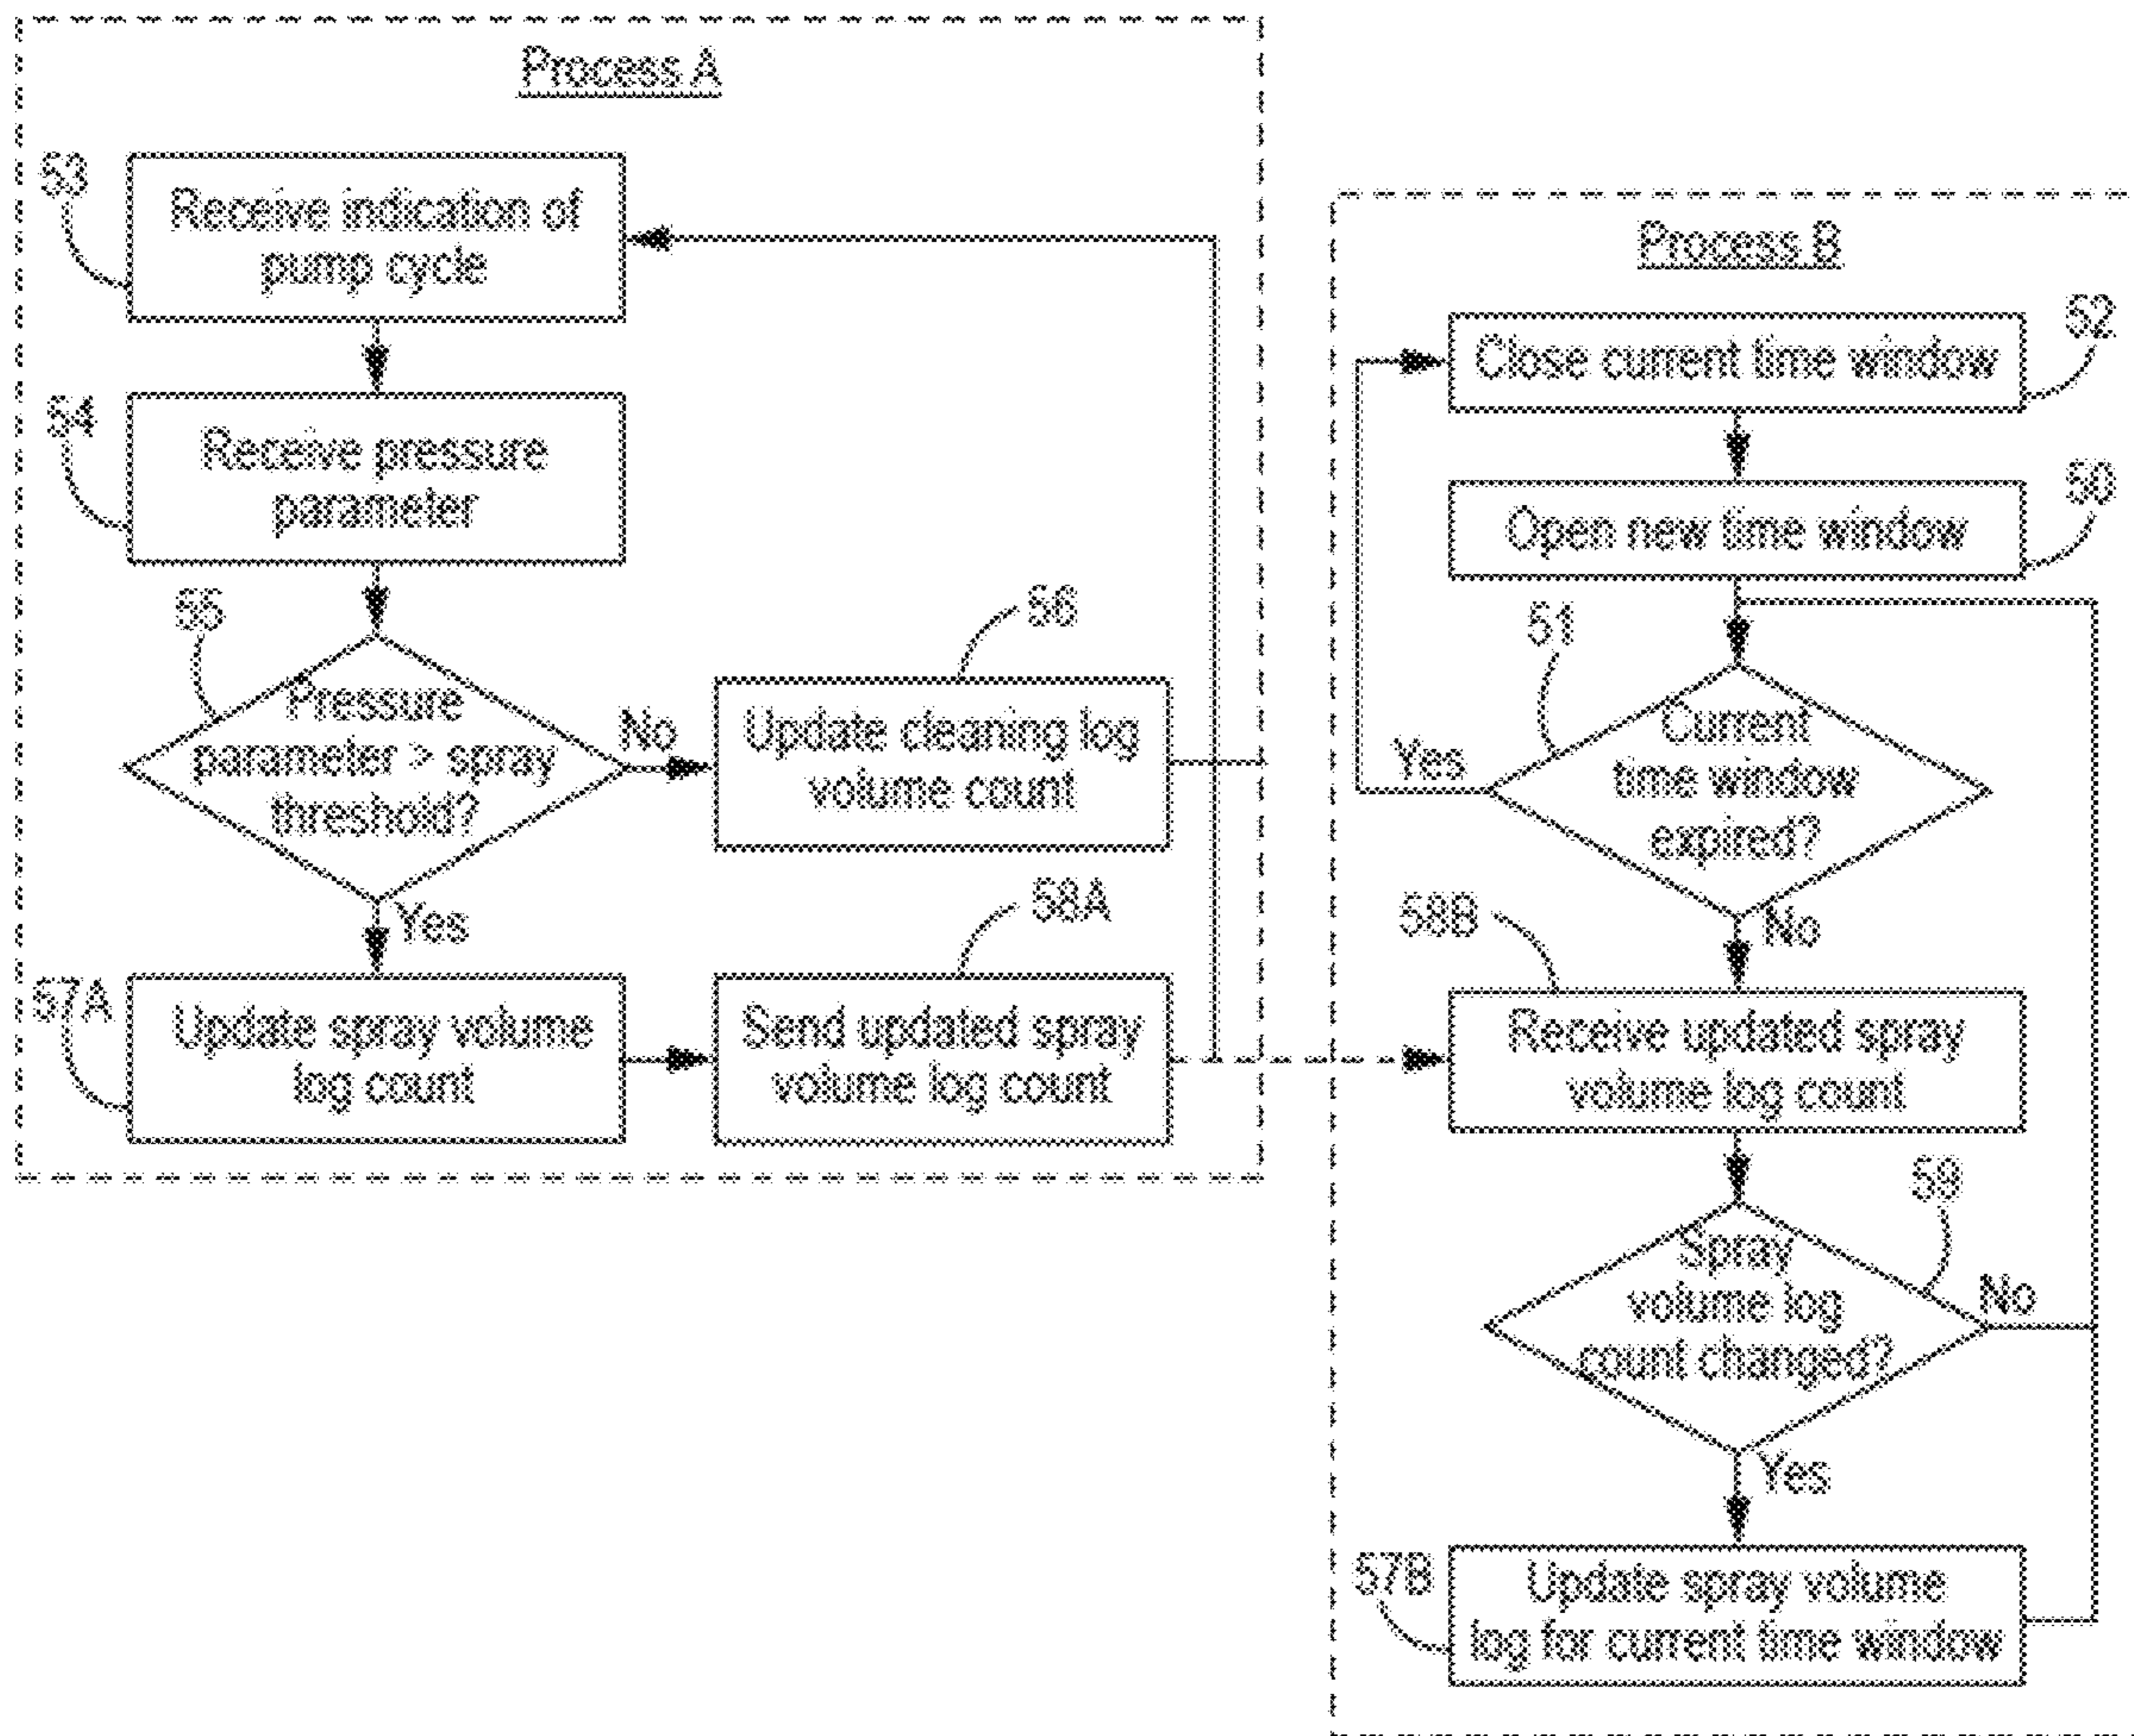 Process A
53
Receive indication of
pump cycle
54
Receive pressure
parameter
55
Pressure
parameter > spray
threshold?
No
56
Update cleaning log
volume count
Yes
57A
Update spray volume
log count
58A
Send updated spray
volume log count
Process B
52
Close current time window
50
Open new time window
51
Current
time window
expired?
Yes
No
58B
Receive updated spray
volume log count
59
Spray
volume log
count changed?
No
Yes
57B
Update spray volume
log for current time window